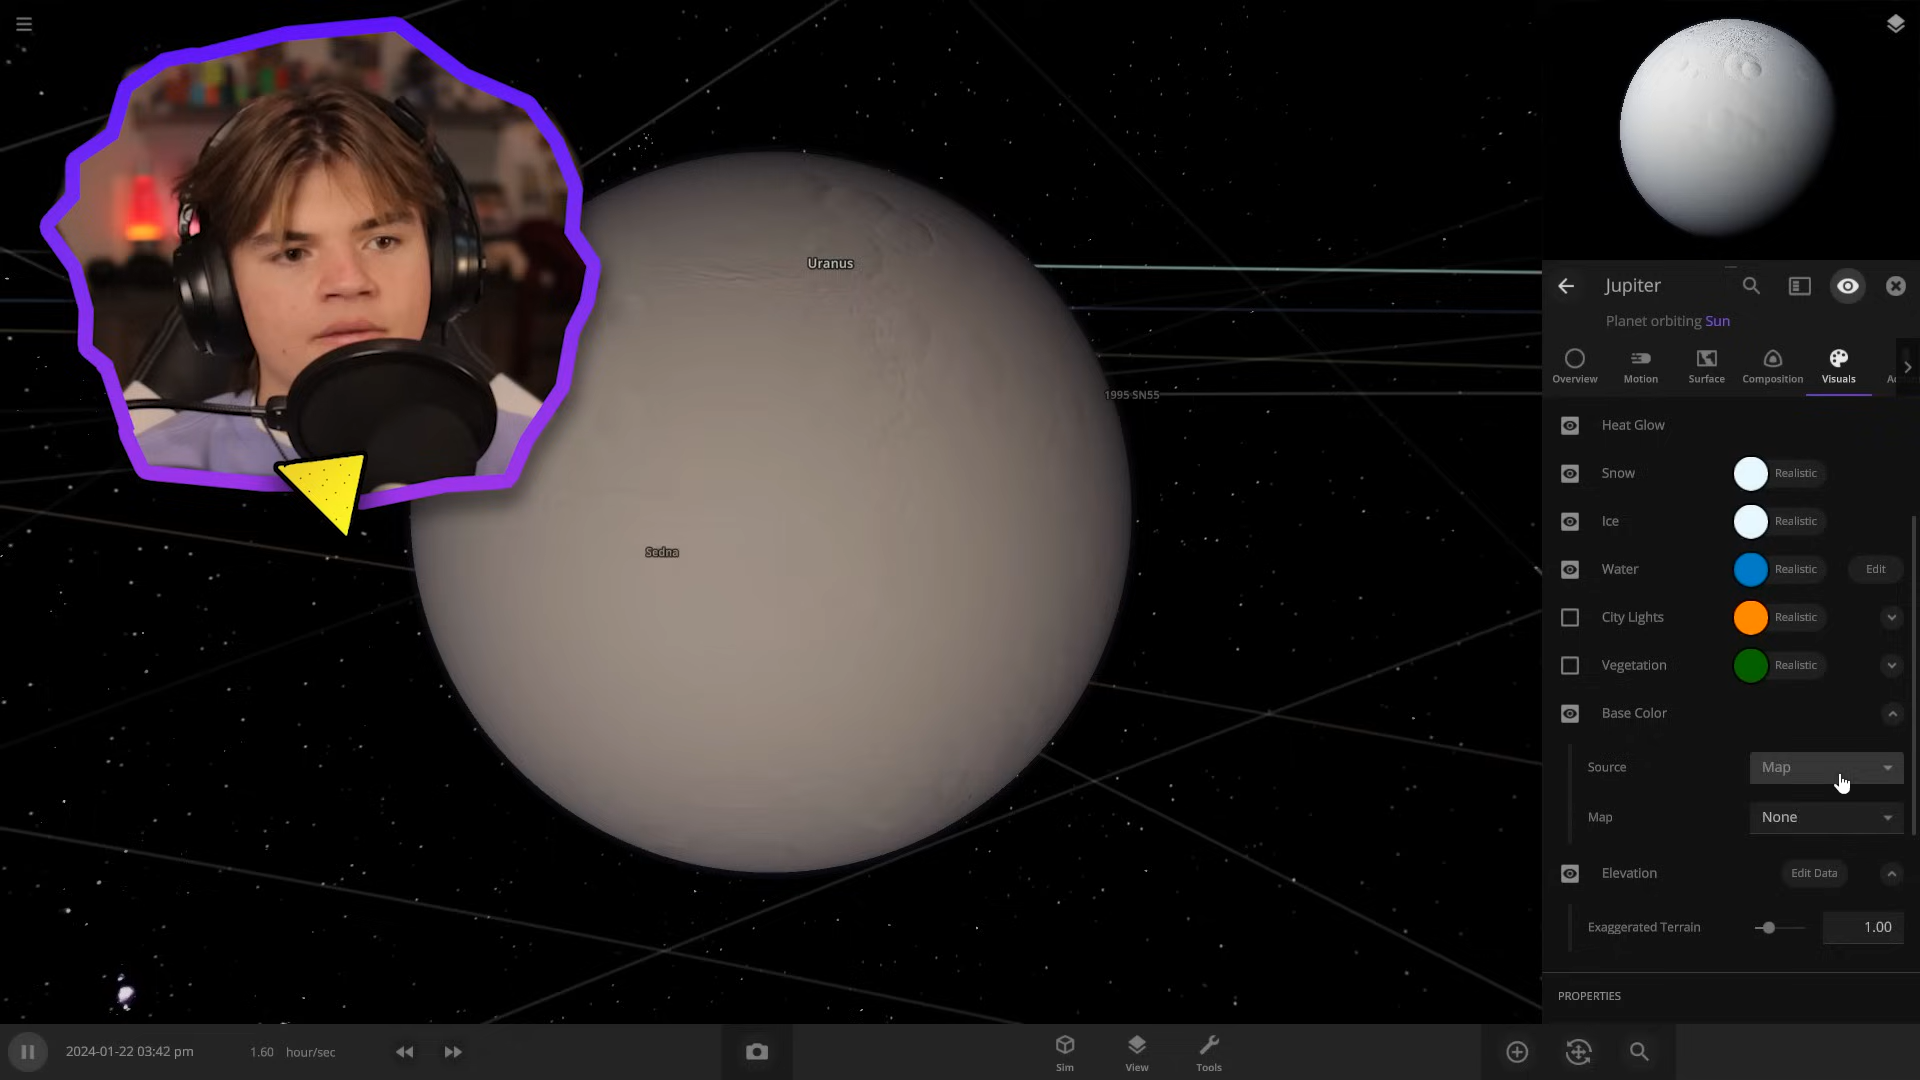 Uranus
1995 SN55
Sedna
Jupiter
Planet orbiting Sun
Overview
Motion
Surface
Composition
Visuals
Heat Glow
Snow
Realistic
Ice
Realistic
Water
Realistic
Edit
City Lights
Realistic
Vegetation
Realistic
Base Color
Source
Map
Map
None
Elevation
Edit Data
Exaggerated Terrain
1.00
PROPERTIES
2024-01-22 03:42 pm
1.60 hour/sec
Sim
View
Tools